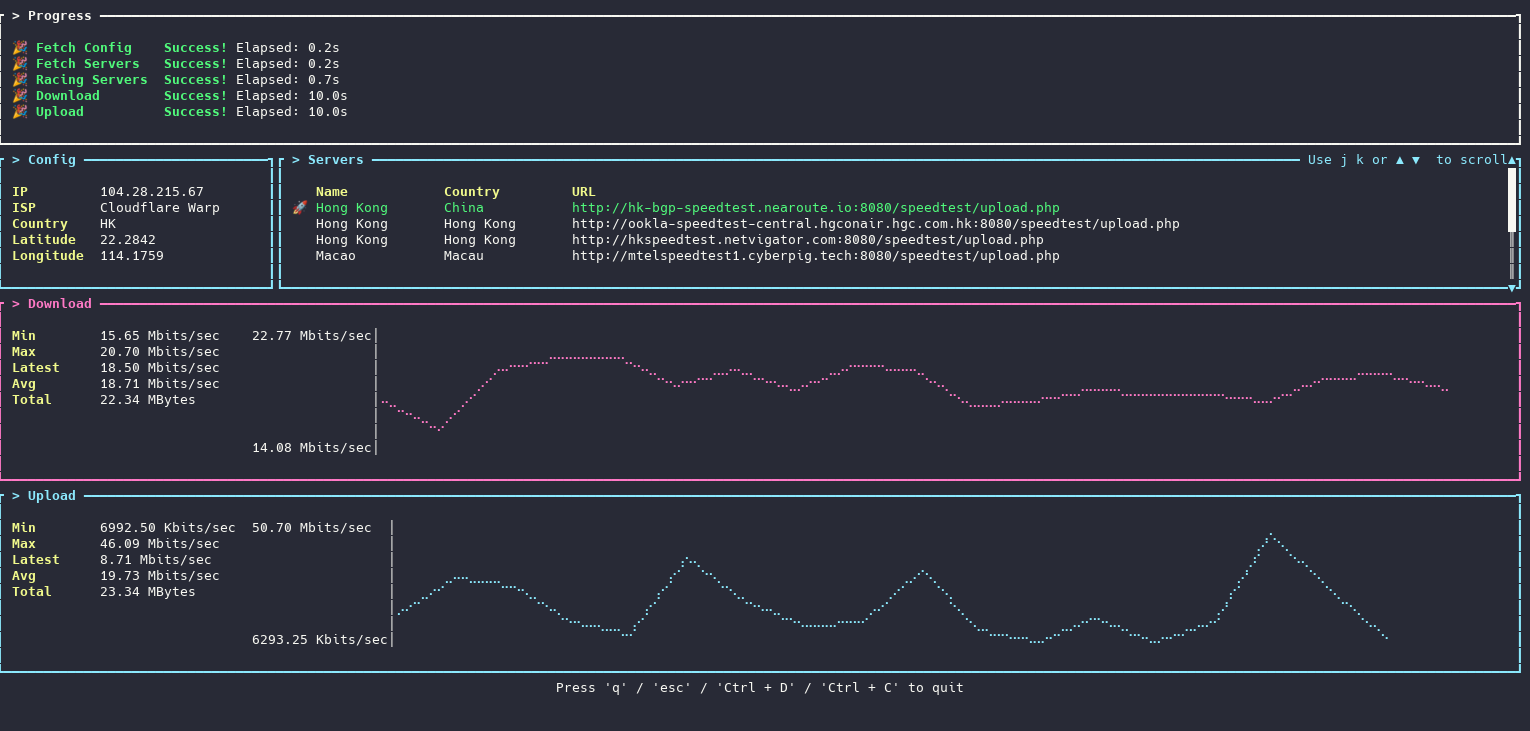 > Progress
🎉 Fetch Config Success! Elapsed: 0.2s
🎉 Fetch Servers Success! Elapsed: 0.2s
🎉 Racing Servers Success! Elapsed: 0.7s
🎉 Download Success! Elapsed: 10.0s
🎉 Upload Success! Elapsed: 10.0s
> Config
IP 104.28.215.67
ISP Cloudflare Warp
Country HK
Latitude 22.2842
Longitude 114.1759
> Servers Use j k or ▲ ▼ to scroll
Name Country URL
🚀 Hong Kong China http://hk-bgp-speedtest.nearoute.io:8080/speedtest/upload.php
Hong Kong Hong Kong http://ookla-speedtest-central.hgconair.hgc.com.hk:8080/speedtest/upload.php
Hong Kong Hong Kong http://hkspeedtest.netvigator.com:8080/speedtest/upload.php
Macao Macau http://mtelspeedtest1.cyberpig.tech:8080/speedtest/upload.php
> Download
Min 15.65 Mbits/sec 22.77 Mbits/sec
Max 20.70 Mbits/sec
Latest 18.50 Mbits/sec
Avg 18.71 Mbits/sec
Total 22.34 MBytes
14.08 Mbits/sec
> Upload
Min 6992.50 Kbits/sec 50.70 Mbits/sec
Max 46.09 Mbits/sec
Latest 8.71 Mbits/sec
Avg 19.73 Mbits/sec
Total 23.34 MBytes
6293.25 Kbits/sec
Press 'q' / 'esc' / 'Ctrl + D' / 'Ctrl + C' to quit